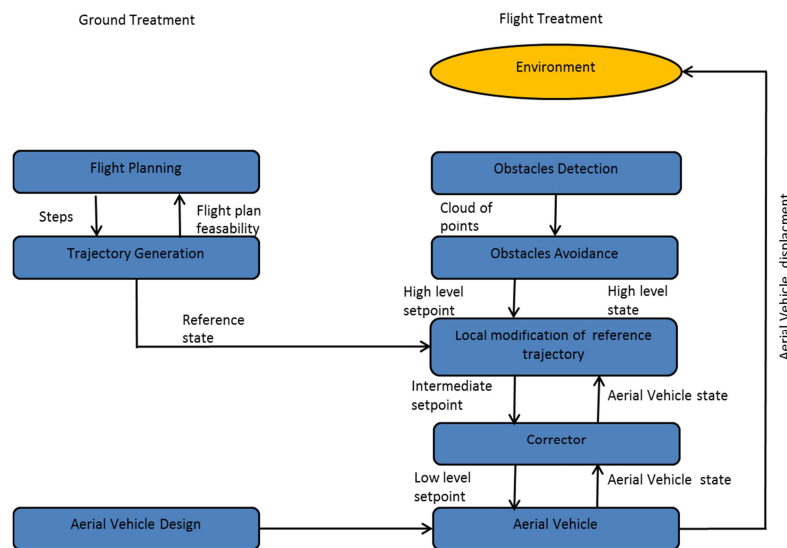 Ground Treatment
Flight Treatment
Environment
Flight Planning
Obstacles Detection
Steps
Flight plan
feasability
Cloud of
points
Trajectory Generation
Obstacles Avoidance
High level
setpoint
High level
state
Reference
state
Local modification of reference
trajectory
Intermediate
setpoint
Aerial Vehicle state
Corrector
Low level
setpoint
Aerial Vehicle state
Aerial Vehicle Design
Aerial Vehicle
Aerial Vehicle displacment